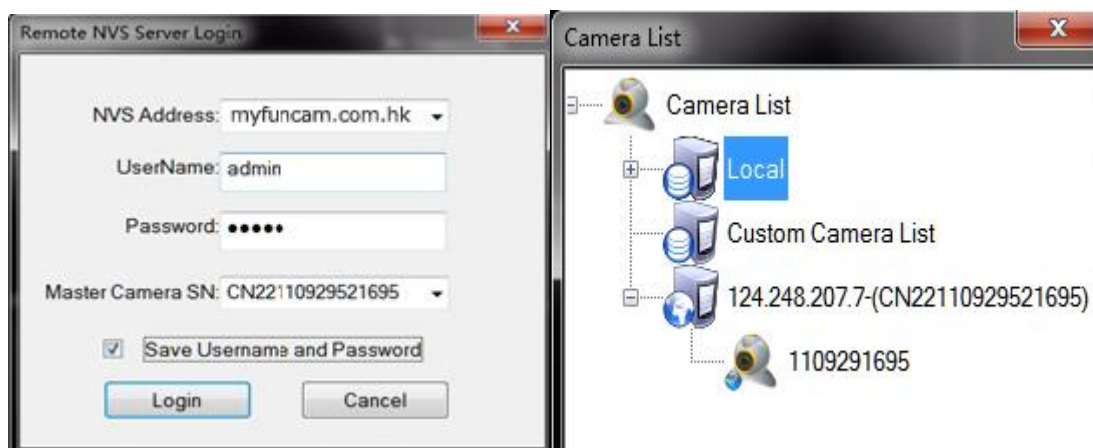 Remote NVS Server Login
NVS Address: myfuncam.com.hk
UserName: admin
Password: •••••
Master Camera SN: CN22110929521695
Save Username and Password
Login Cancel
Camera List
Camera List
Local
Custom Camera List
124.248.207.7-(CN22110929521695)
1109291695